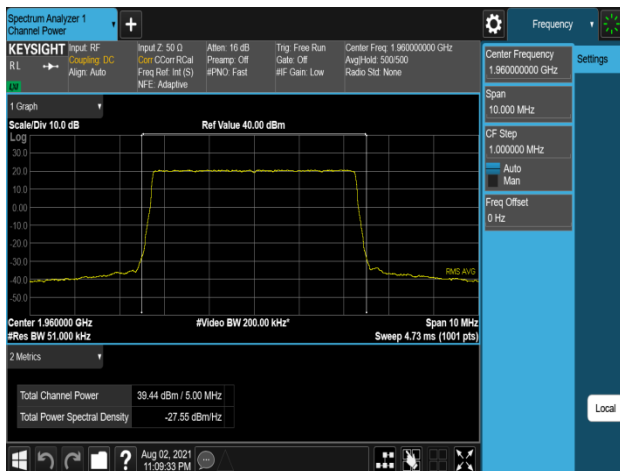 Spectrum Analyzer 1
Channel Power
+
Frequency
KEYSIGHT
RL
LXI
Input: RF
Coupling: DC
Align: Auto
Input Z: 50 Ω
Corr CCorr RCal
Freq Ref: Int (S)
NFE: Adaptive
Atten: 16 dB
Preamp: Off
#PNO: Fast
Trig: Free Run
Gate: Off
#IF Gain: Low
Center Freq: 1.960000000 GHz
Avg|Hold: 500/500
Radio Std: None
1 Graph
Scale/Div 10.0 dB
Ref Value 40.00 dBm
Log
30.0
20.0
10.0
0.00
-10.0
-20.0
-30.0
-40.0
-50.0
RMS AVG
Center 1.960000 GHz
#Res BW 51.000 kHz
#Video BW 200.00 kHz*
Span 10 MHz
Sweep 4.73 ms (1001 pts)
2 Metrics
Total Channel Power 39.44 dBm / 5.00 MHz
Total Power Spectral Density -27.55 dBm/Hz
Center Frequency
1.960000000 GHz
Settings
Span
10.000 MHz
CF Step
1.000000 MHz
Auto
Man
Freq Offset
0 Hz
Local
?
Aug 02, 2021
11:09:33 PM